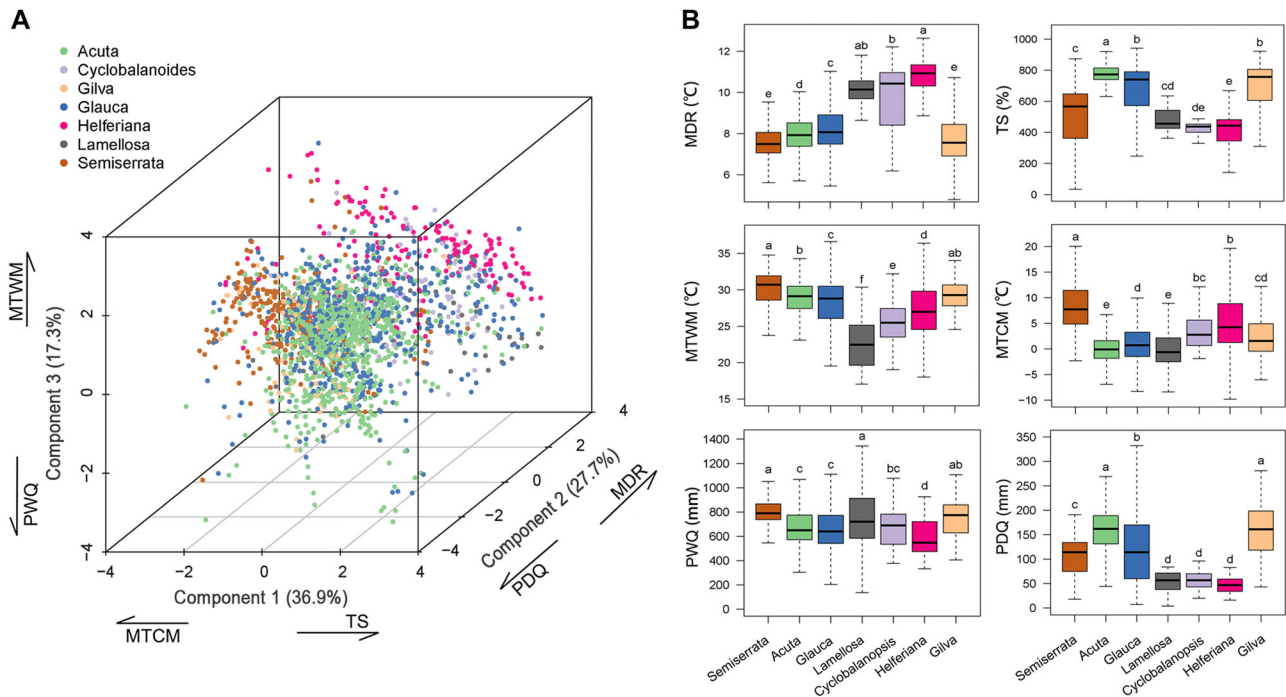 A
Acuta
Cyclobalanoides
Gilva
Glauca
Helferiana
Lamellosa
Semiserrata
4
2
0
−2
−4
MTWM
PWQ
Component 3 (17.3%)
−4 −2 0 2 4
Component 1 (36.9%)
MTCM
TS
−4
−2
0
2
4
Component 2 (27.7%)
MDR
PDQ
B
MDR (℃)
12
10
8
6
e d c ab b a e
TS (%)
1000
800
600
400
200
0
c a b cd de e b
MTWM (℃)
35
30
25
20
15
a b c f e d ab
MTCM (℃)
20
15
10
5
0
−5
−10
a e d e bc b cd
PWQ (mm)
1400
1200
1000
800
600
400
200
0
a c c a bc d ab
PDQ (mm)
350
300
250
200
150
100
50
0
c a b d d d a
Semiserrata
Acuta
Glauca
Lamellosa
Cyclobalanopsis
Helferiana
Gilva
Semiserrata
Acuta
Glauca
Lamellosa
Cyclobalanopsis
Helferiana
Gilva